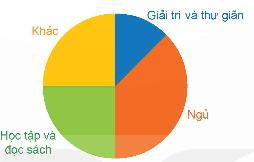 Giải trí và thư giãn
Khác
Ngủ
Học tập và
đọc sách